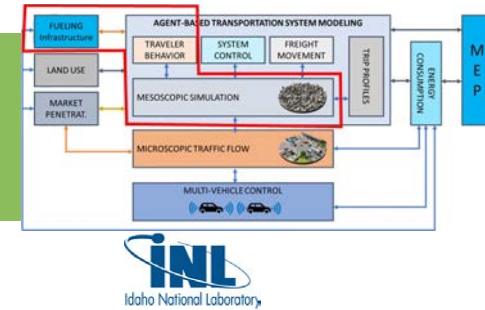 FUELING
Infrastructure
AGENT-BASED TRANSPORTATION SYSTEM MODELING
TRAVELER
BEHAVIOR
SYSTEM
CONTROL
FREIGHT
MOVEMENT
LAND USE
MARKET
PENETRAT.
MESOSCOPIC SIMULATION
TRIP PROFILES
ENERGY
CONSUMPTION
M
E
P
MICROSCOPIC TRAFFIC FLOW
MULTI-VEHICLE CONTROL
INL
Idaho National Laboratory